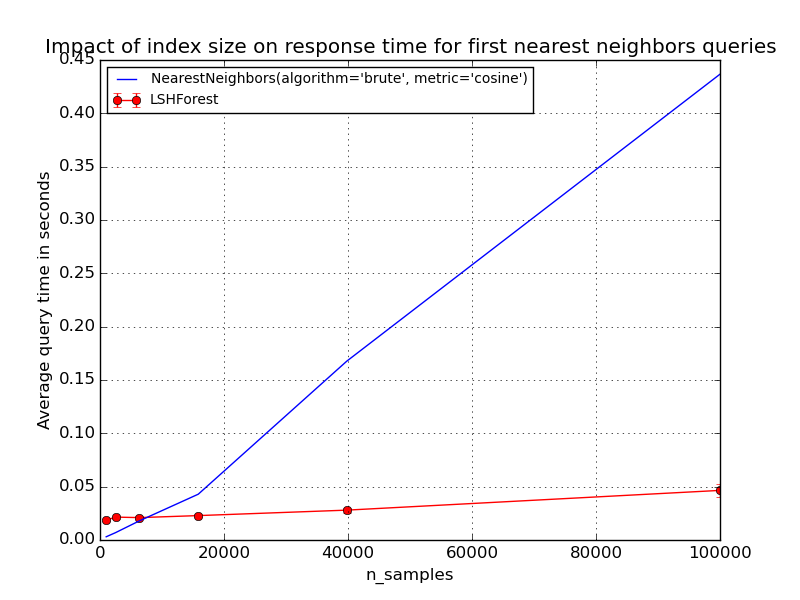 Impact of index size on response time for first nearest neighbors queries
0.45
NearestNeighbors(algorithm='brute', metric='cosine')
LSHForest
0.40
0.35
0.30
0.25
0.20
0.15
0.10
0.05
0.00
Average query time in seconds
0 20000 40000 60000 80000 100000
n_samples